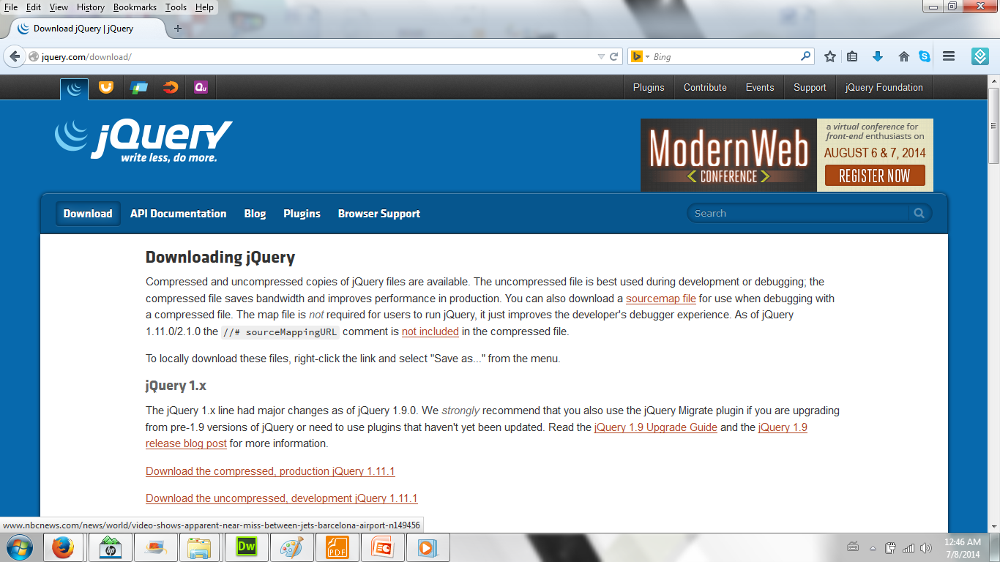 File Edit View History Bookmarks Tools Help
Download jQuery | jQuery
jquery.com/download/
Bing
Qu
Plugins Contribute Events Support jQuery Foundation
jQuery
write less, do more.
ModernWeb
CONFERENCE
a virtual conference for
front-end enthusiasts on
AUGUST 6 & 7, 2014
REGISTER NOW
Download API Documentation Blog Plugins Browser Support
Search
Downloading jQuery
Compressed and uncompressed copies of jQuery files are available. The uncompressed file is best used during development or debugging; the
compressed file saves bandwidth and improves performance in production. You can also download a sourcemap file for use when debugging with
a compressed file. The map file is not required for users to run jQuery, it just improves the developer's debugger experience. As of jQuery
1.11.0/2.1.0 the //# sourceMappingURL comment is not included in the compressed file.
To locally download these files, right-click the link and select "Save as..." from the menu.
jQuery 1.x
The jQuery 1.x line had major changes as of jQuery 1.9.0. We strongly recommend that you also use the jQuery Migrate plugin if you are upgrading
from pre-1.9 versions of jQuery or need to use plugins that haven't yet been updated. Read the jQuery 1.9 Upgrade Guide and the jQuery 1.9
release blog post for more information.
Download the compressed, production jQuery 1.11.1
Download the uncompressed, development jQuery 1.11.1
www.nbcnews.com/news/world/video-shows-apparent-near-miss-between-jets-barcelona-airport-n149456
hp
Dw
PDF
12:46 AM
7/8/2014